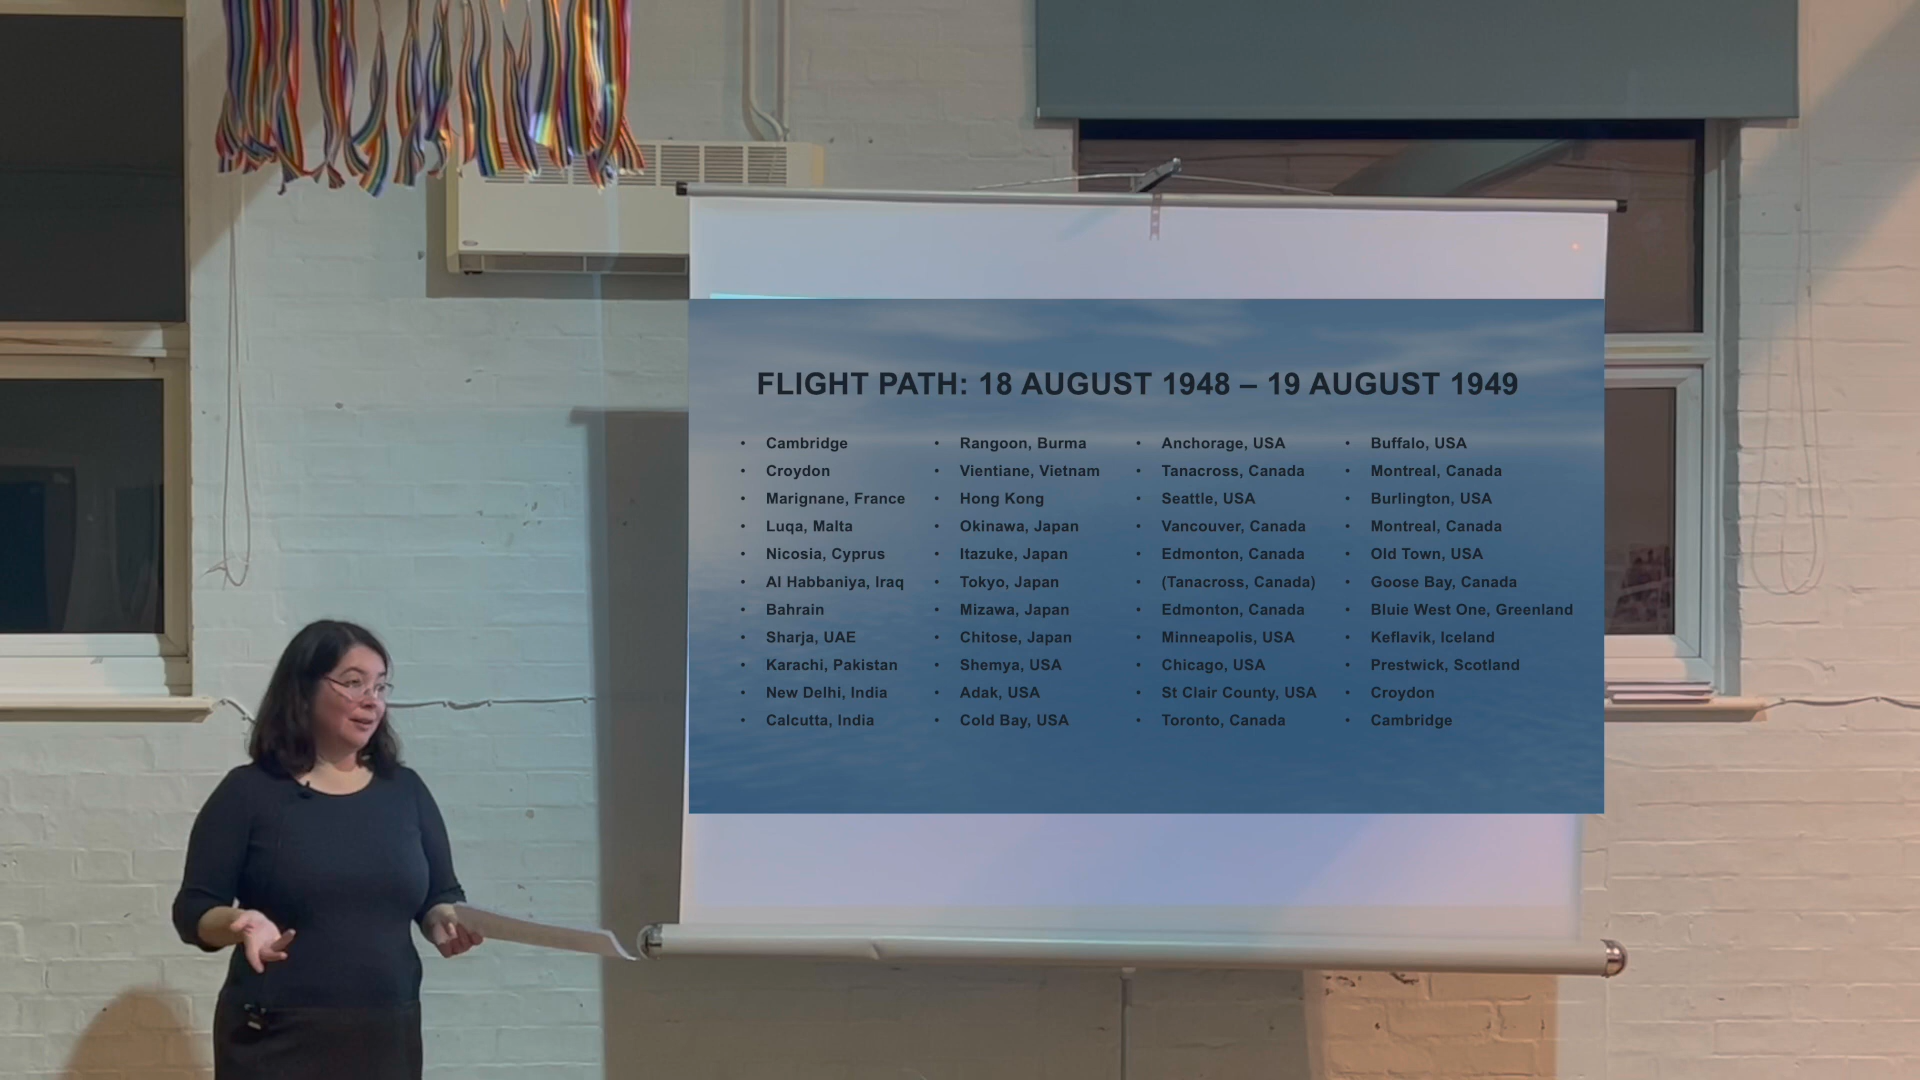 FLIGHT PATH: 18 AUGUST 1948 – 19 AUGUST 1949
• Cambridge
• Croydon
• Marignane, France
• Luqa, Malta
• Nicosia, Cyprus
• Al Habbaniya, Iraq
• Bahrain
• Sharja, UAE
• Karachi, Pakistan
• New Delhi, India
• Calcutta, India
• Rangoon, Burma
• Vientiane, Vietnam
• Hong Kong
• Okinawa, Japan
• Itazuke, Japan
• Tokyo, Japan
• Mizawa, Japan
• Chitose, Japan
• Shemya, USA
• Adak, USA
• Cold Bay, USA
• Anchorage, USA
• Tanacross, Canada
• Seattle, USA
• Vancouver, Canada
• Edmonton, Canada
• (Tanacross, Canada)
• Edmonton, Canada
• Minneapolis, USA
• Chicago, USA
• St Clair County, USA
• Toronto, Canada
• Buffalo, USA
• Montreal, Canada
• Burlington, USA
• Montreal, Canada
• Old Town, USA
• Goose Bay, Canada
• Bluie West One, Greenland
• Keflavik, Iceland
• Prestwick, Scotland
• Croydon
• Cambridge